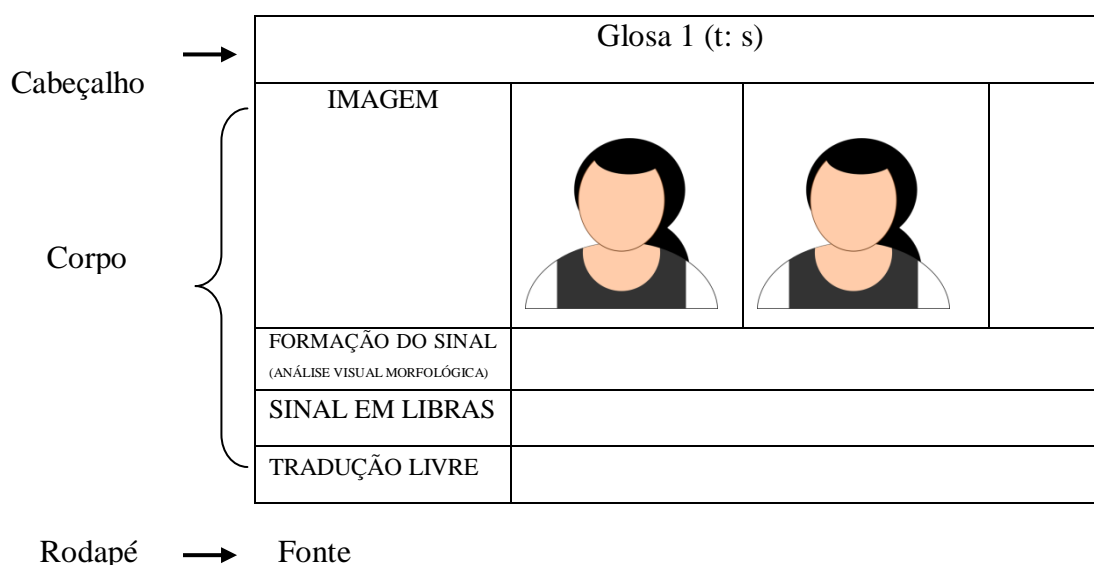 Glosa 1 (t: s)
Cabeçalho
IMAGEM
Corpo
FORMAÇÃO DO SINAL
(ANÁLISE VISUAL MORFOLÓGICA)
SINAL EM LIBRAS
TRADUÇÃO LIVRE
Rodapé
Fonte